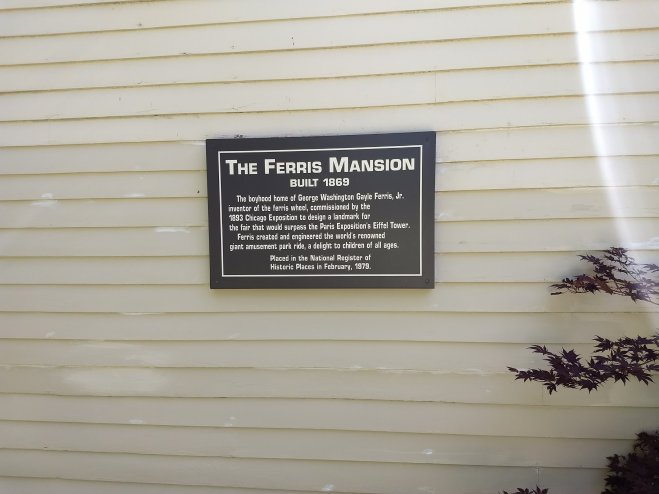 THE FERRIS MANSION
BUILT 1869
The boyhood home of George Washington Gayle Ferris, Jr.
inventor of the ferris wheel, commissioned by the
1893 Chicago Exposition to design a landmark for
the fair that would surpass the Paris Exposition's Eiffel Tower.
Ferris created and engineered the world's renowned
giant amusement park ride, a delight to children of all ages.
Placed in the National Register of
Historic Places in February, 1979.